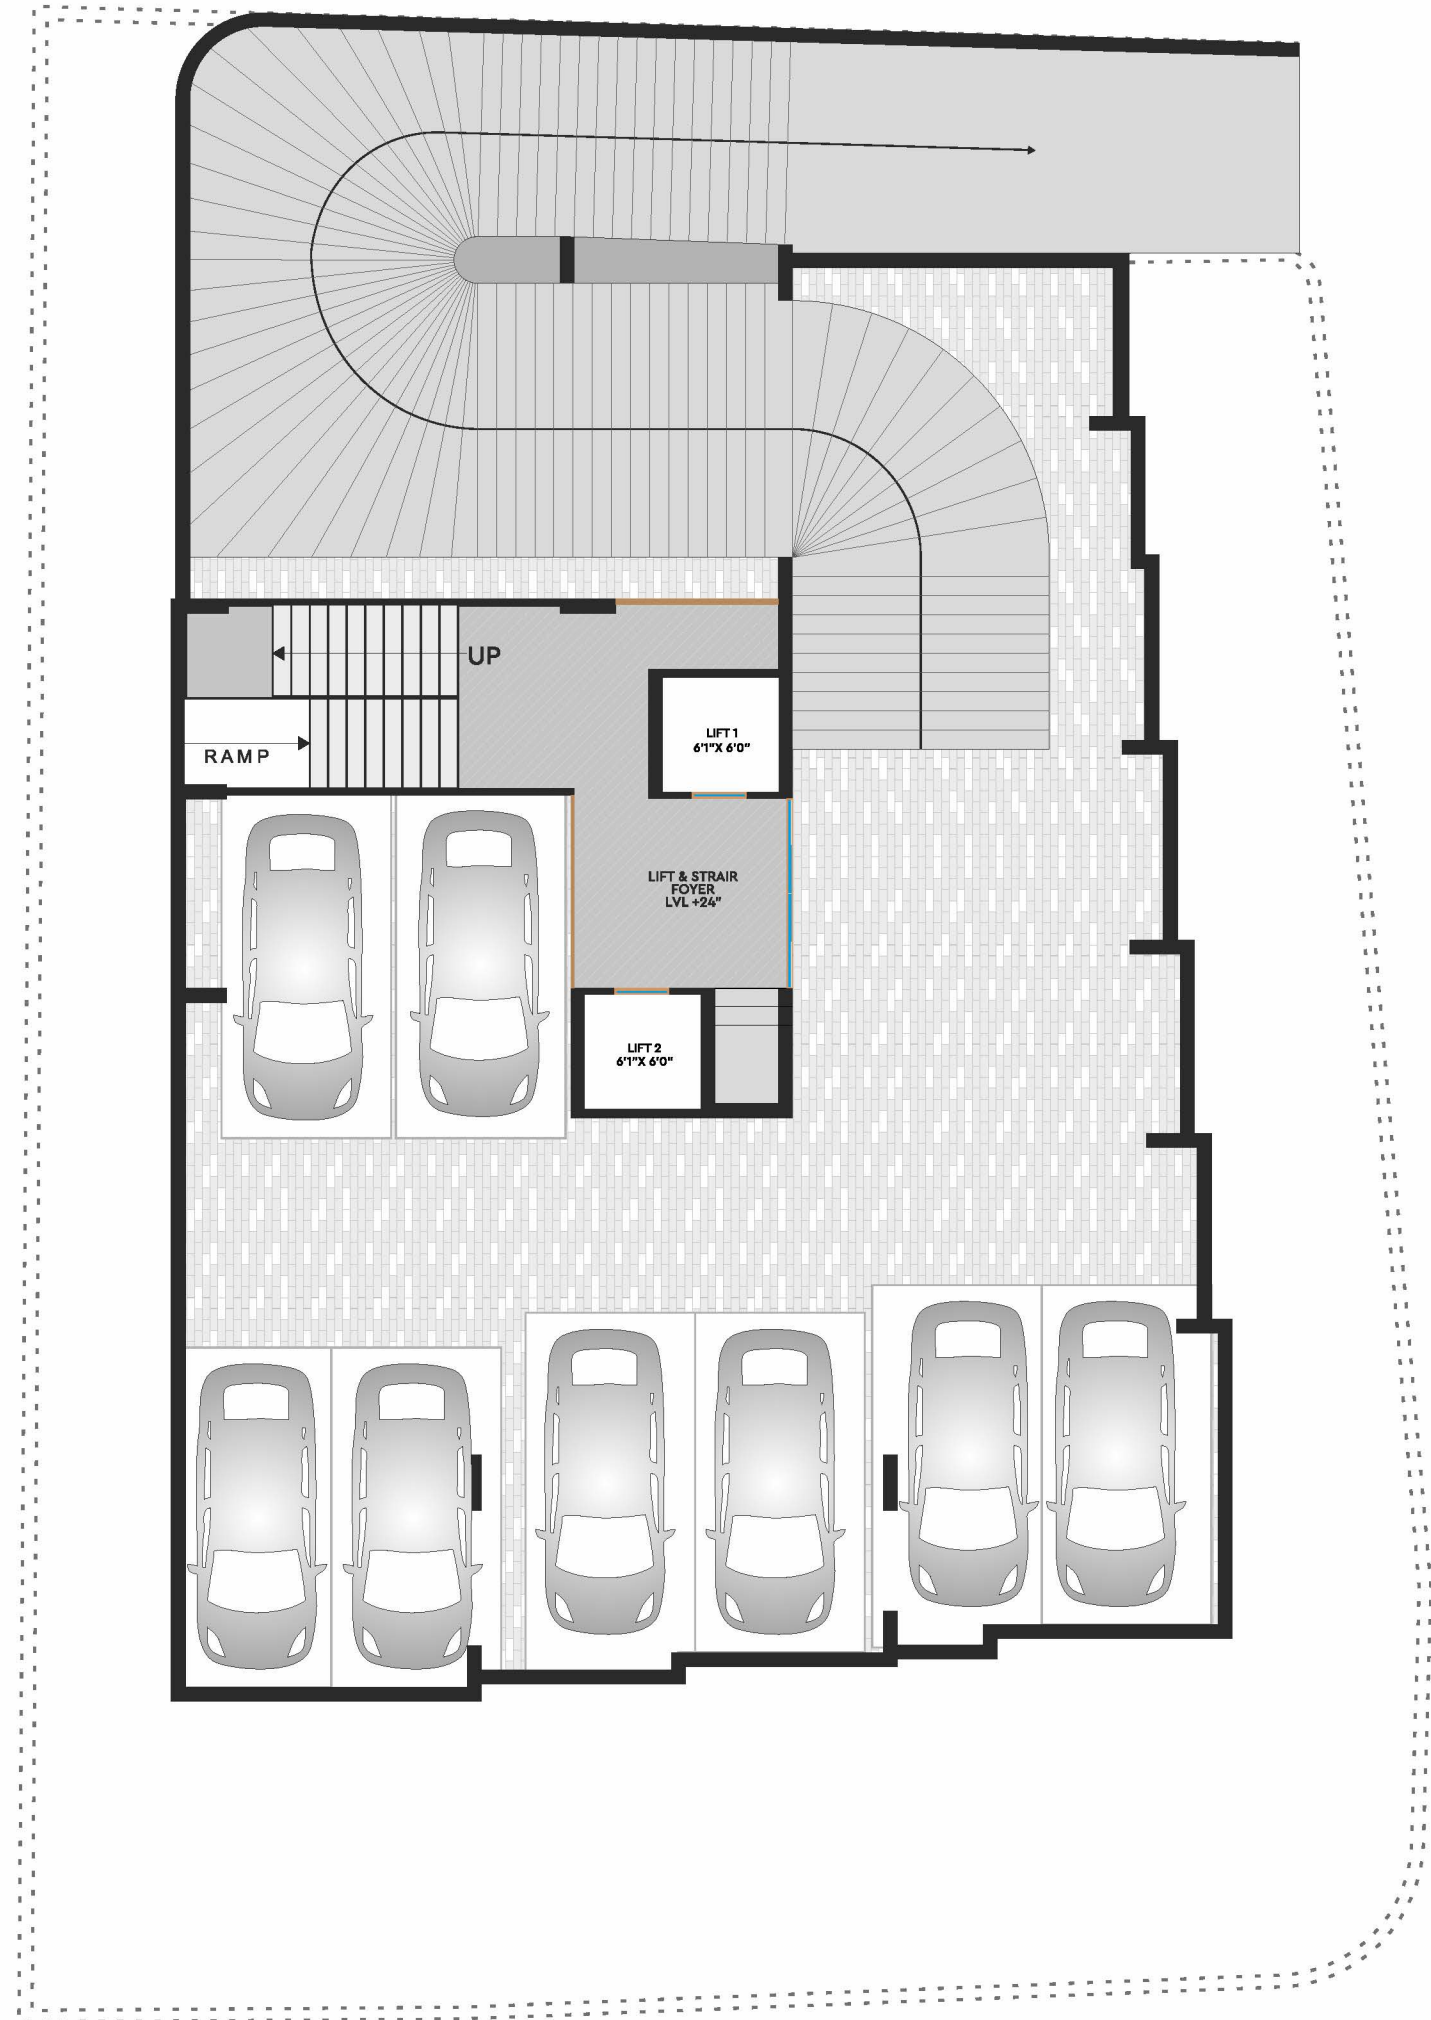 UP
RAMP
LIFT 1
6'1"X 6'0"
LIFT & STRAIR
FOYER
LVL +24"
LIFT 2
6'1"X 6'0"